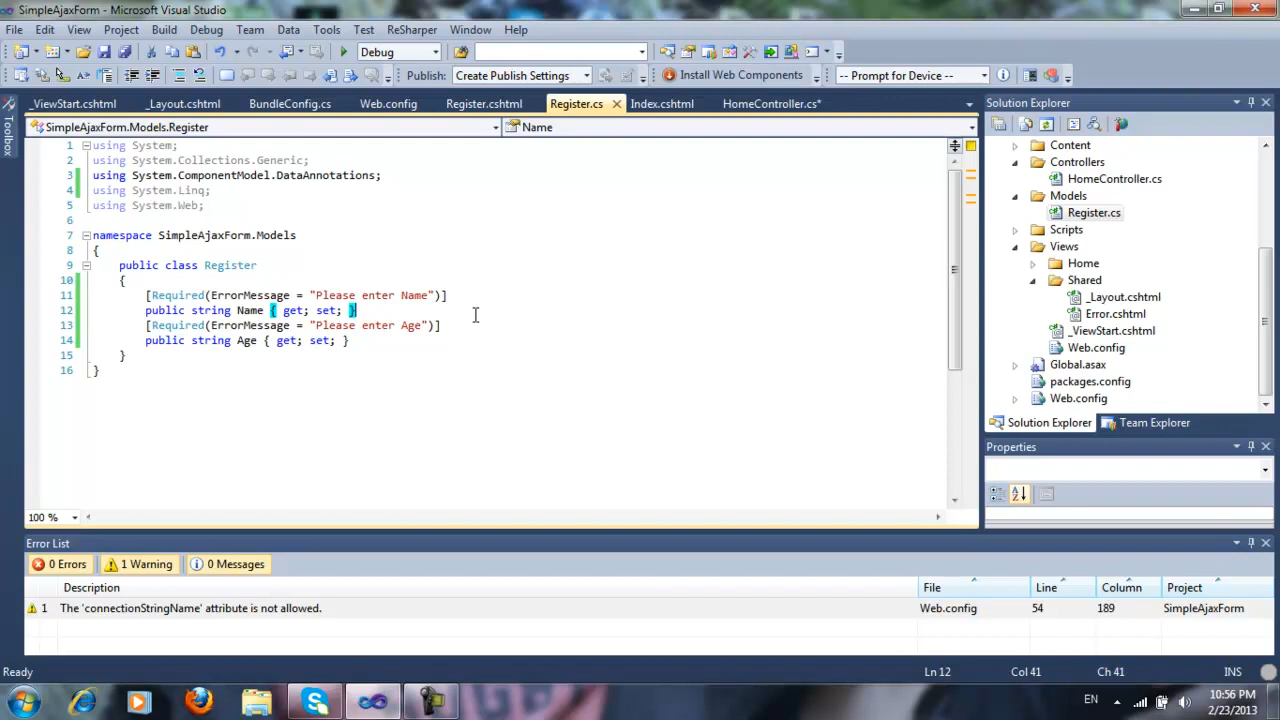 SimpleAjaxForm - Microsoft Visual Studio
File Edit View Project Build Debug Team Data Tools Test ReSharper Window Help
Debug
Publish: Create Publish Settings Install Web Components -- Prompt for Device --
_ViewStart.cshtml _Layout.cshtml BundleConfig.cs Web.config Register.cshtml Register.cs Index.cshtml HomeController.cs*
Toolbox
SimpleAjaxForm.Models.Register Name
1 using System;
2 using System.Collections.Generic;
3 using System.ComponentModel.DataAnnotations;
4 using System.Linq;
5 using System.Web;
6
7 namespace SimpleAjaxForm.Models
8 {
9 public class Register
10 {
11 [Required(ErrorMessage = "Please enter Name")]
12 public string Name { get; set; }
13 [Required(ErrorMessage = "Please enter Age")]
14 public string Age { get; set; }
15 }
16 }
100 %
Solution Explorer
Content
Controllers
HomeController.cs
Models
Register.cs
Scripts
Views
Home
Shared
_Layout.cshtml
Error.cshtml
_ViewStart.cshtml
Web.config
Global.asax
packages.config
Web.config
Solution Explorer Team Explorer
Properties
Error List
0 Errors 1 Warning 0 Messages
Description File Line Column Project
1 The 'connectionStringName' attribute is not allowed. Web.config 54 189 SimpleAjaxForm
Ready Ln 12 Col 41 Ch 41 INS
EN 10:56 PM
2/23/2013